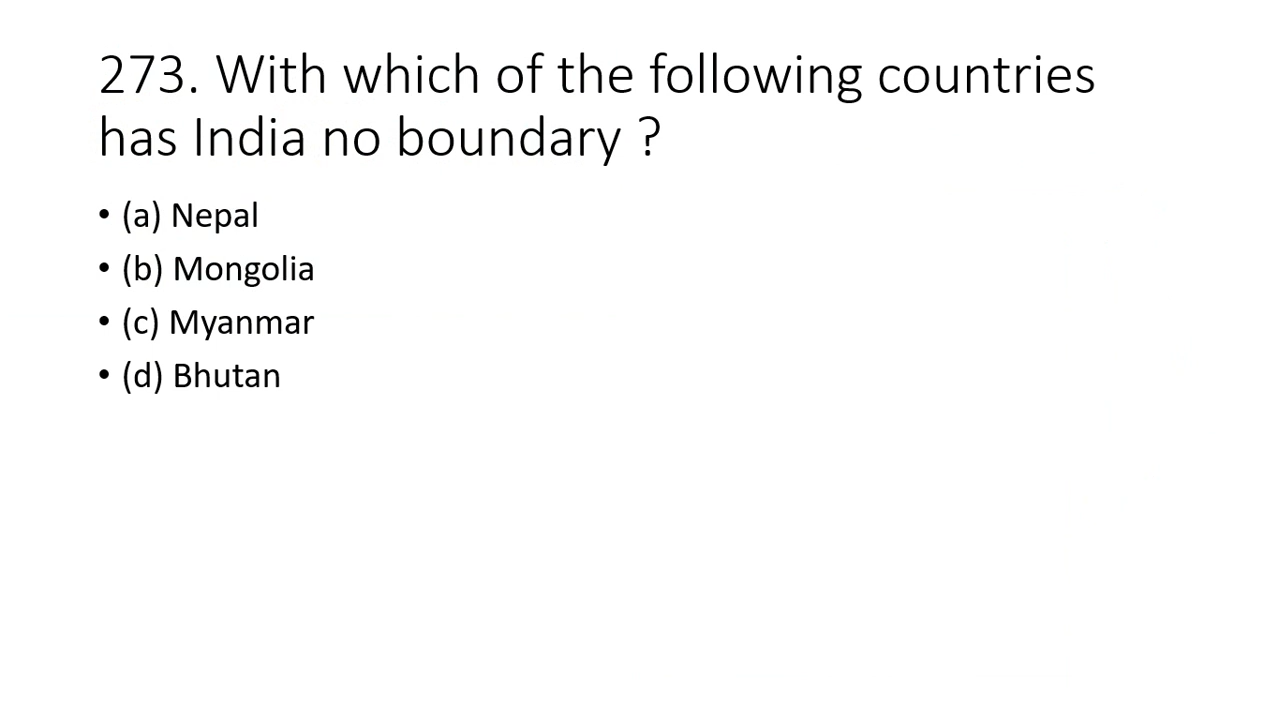 273. With which of the following countries
has India no boundary ?
• (a) Nepal
• (b) Mongolia
• (c) Myanmar
• (d) Bhutan